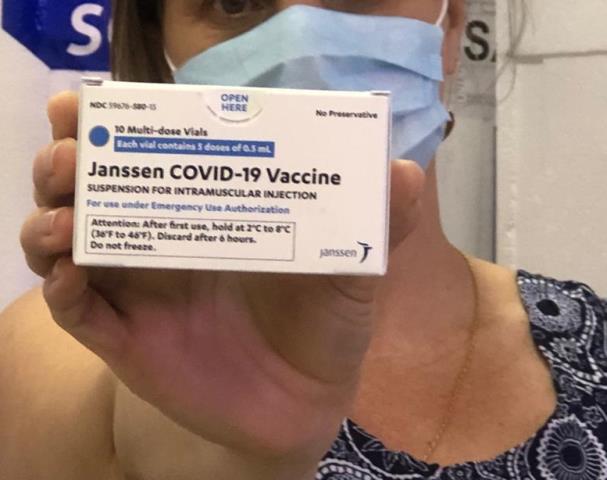 S
S
OPEN
HERE
NDC 59676-580-15
No Preservative
10 Multi-dose Vials
Each vial contains 5 doses of 0.5 mL
Janssen COVID-19 Vaccine
SUSPENSION FOR INTRAMUSCULAR INJECTION
For use under Emergency Use Authorization
Attention: After first use, hold at 2°C to 8°C
(36°F to 46°F). Discard after 6 hours.
Do not freeze.
janssen